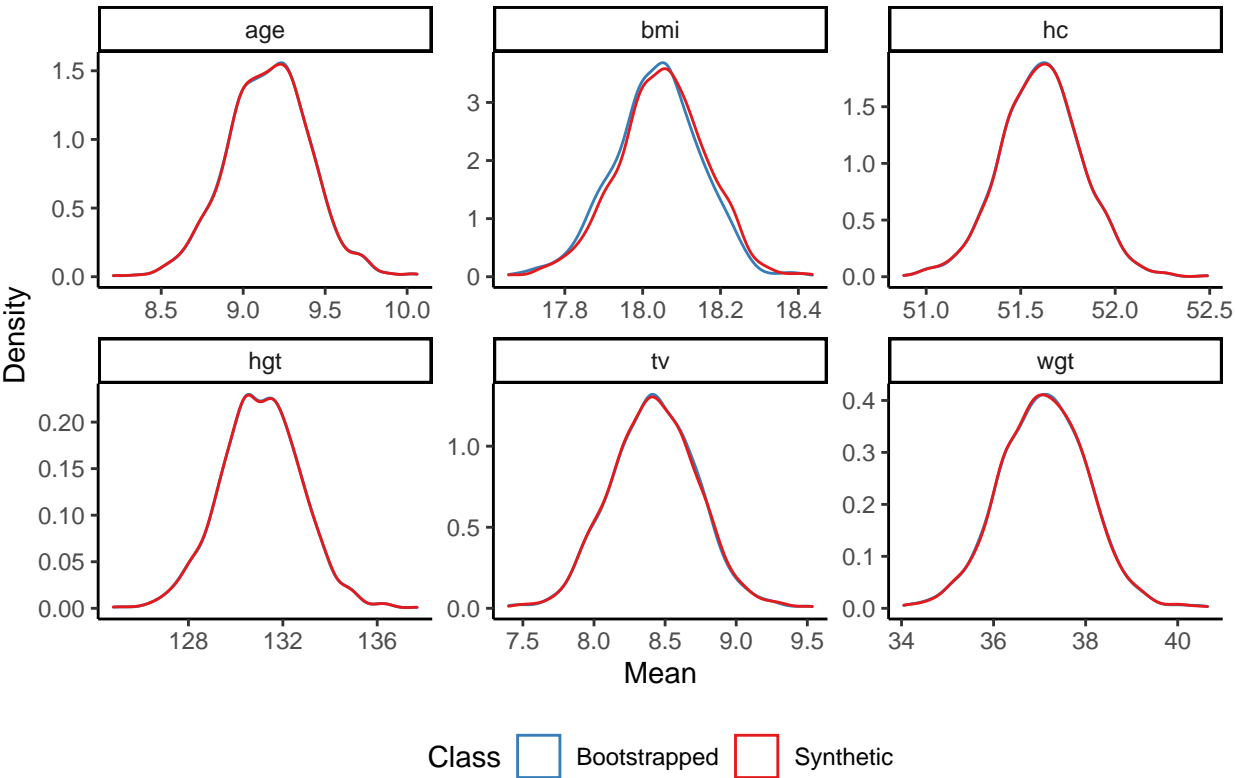 age bmi hc
1.5
1.0
0.5
0.0
3
2
1
0
1.5
1.0
0.5
0.0
8.5 9.0 9.5 10.0
17.8 18.0 18.2 18.4
51.0 51.5 52.0 52.5
Density
hgt tv wgt
0.20
0.15
0.10
0.05
0.00
1.0
0.5
0.0
0.4
0.3
0.2
0.1
0.0
128 132 136
7.5 8.0 8.5 9.0 9.5
34 36 38 40
Mean
Class Bootstrapped Synthetic